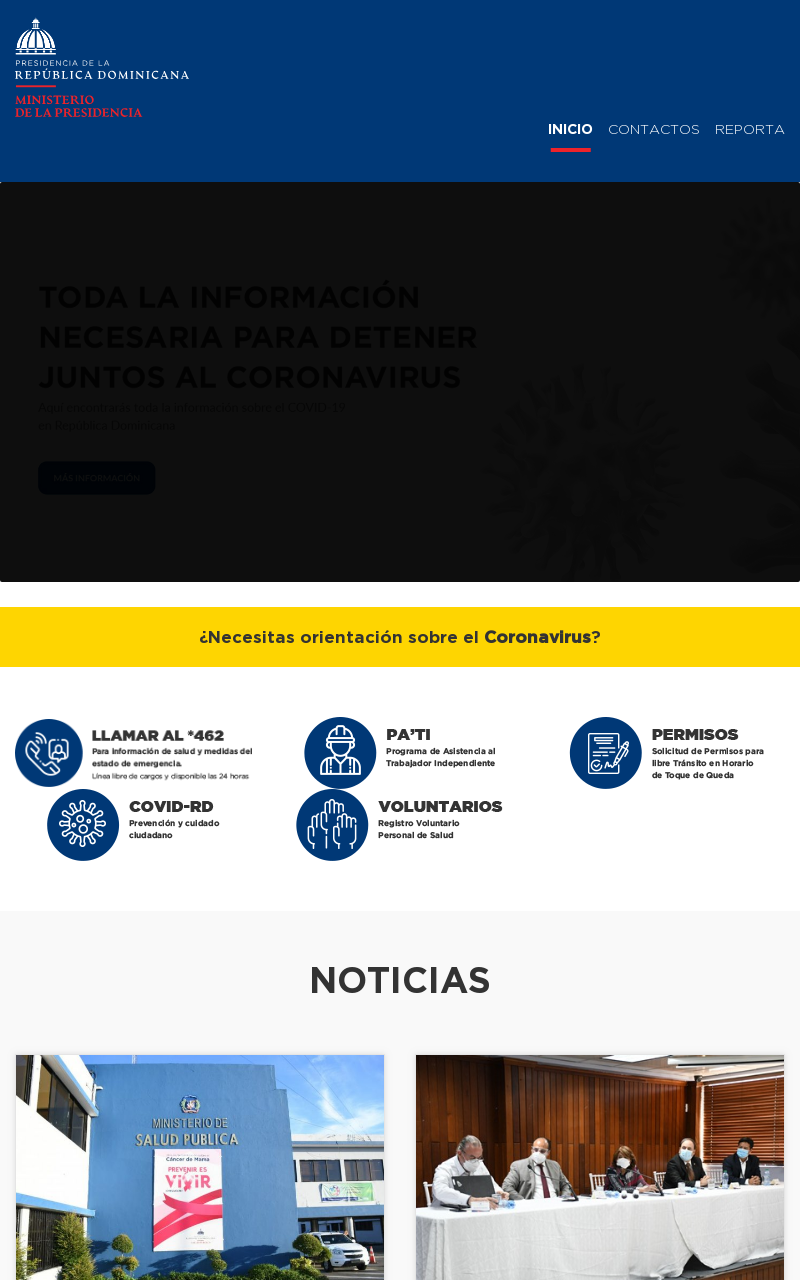 PRESIDENCIA DE LA
REPÚBLICA DOMINICANA
MINISTERIO
DE LA PRESIDENCIA
INICIO CONTACTOS REPORTA
TODA LA INFORMACIÓN
NECESARIA PARA DETENER
JUNTOS AL CORONAVIRUS
Aquí encontrarás toda la información sobre el COVID-19
en República Dominicana
MÁS INFORMACIÓN
¿Necesitas orientación sobre el Coronavirus?
LLAMAR AL *462
Para información de salud y medidas del
estado de emergencia.
Línea libre de cargos y disponible las 24 horas
PA'TI
Programa de Asistencia al
Trabajador Independiente
PERMISOS
Solicitud de Permisos para
libre Tránsito en Horario
de Toque de Queda
COVID-RD
Prevención y cuidado
ciudadano
VOLUNTARIOS
Registro Voluntario
Personal de Salud
NOTICIAS
MINISTERIO DE
SALUD PUBLICA
Cáncer de Mama
PREVENIR ES
ViViR